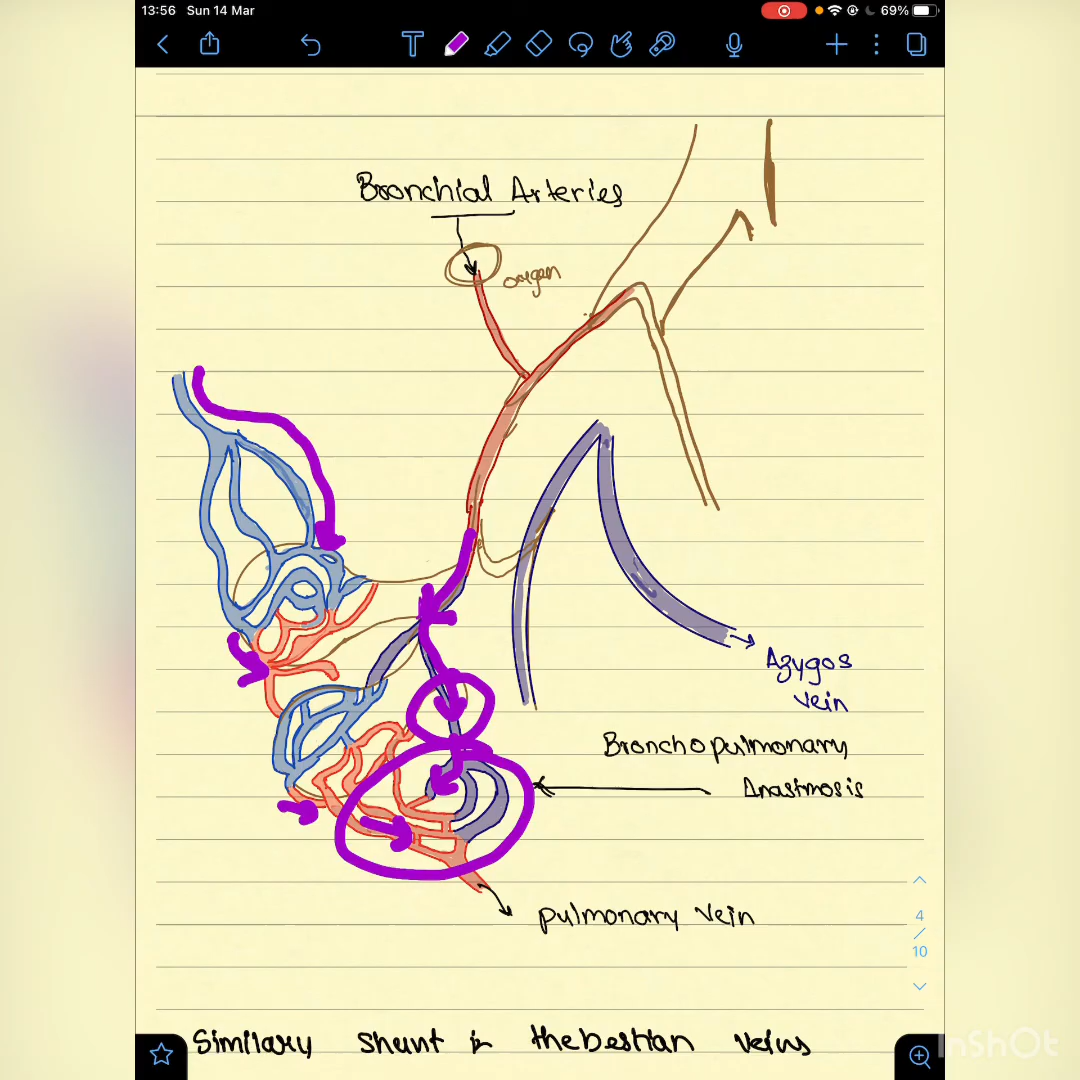 13:56 Sun 14 Mar
69%
T
Bronchial Arteries
origen
Azygos
vein
Bronchopulmonary
Anastmosis
pulmonary vein
4
/
10
Similary shunt in thebestian veins
InShOt